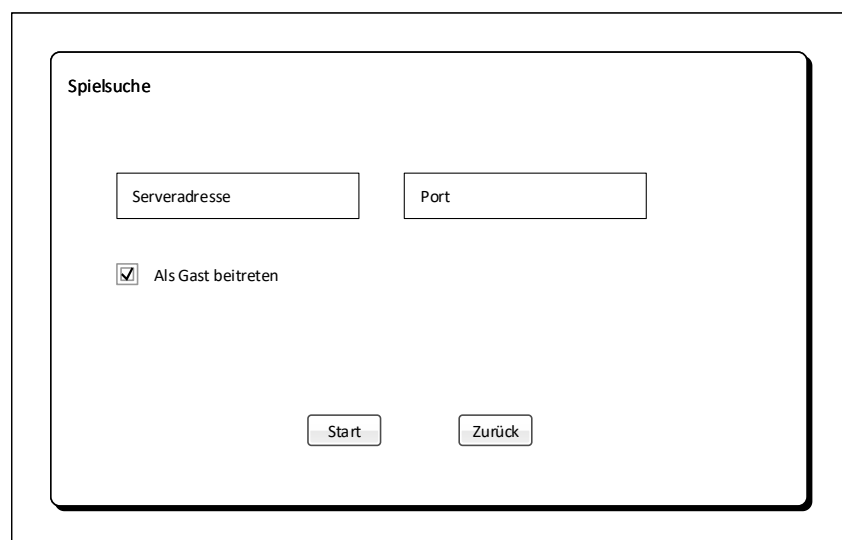 Spielsuche
Serveradresse
Port
Als Gast beitreten
Start
Zurück